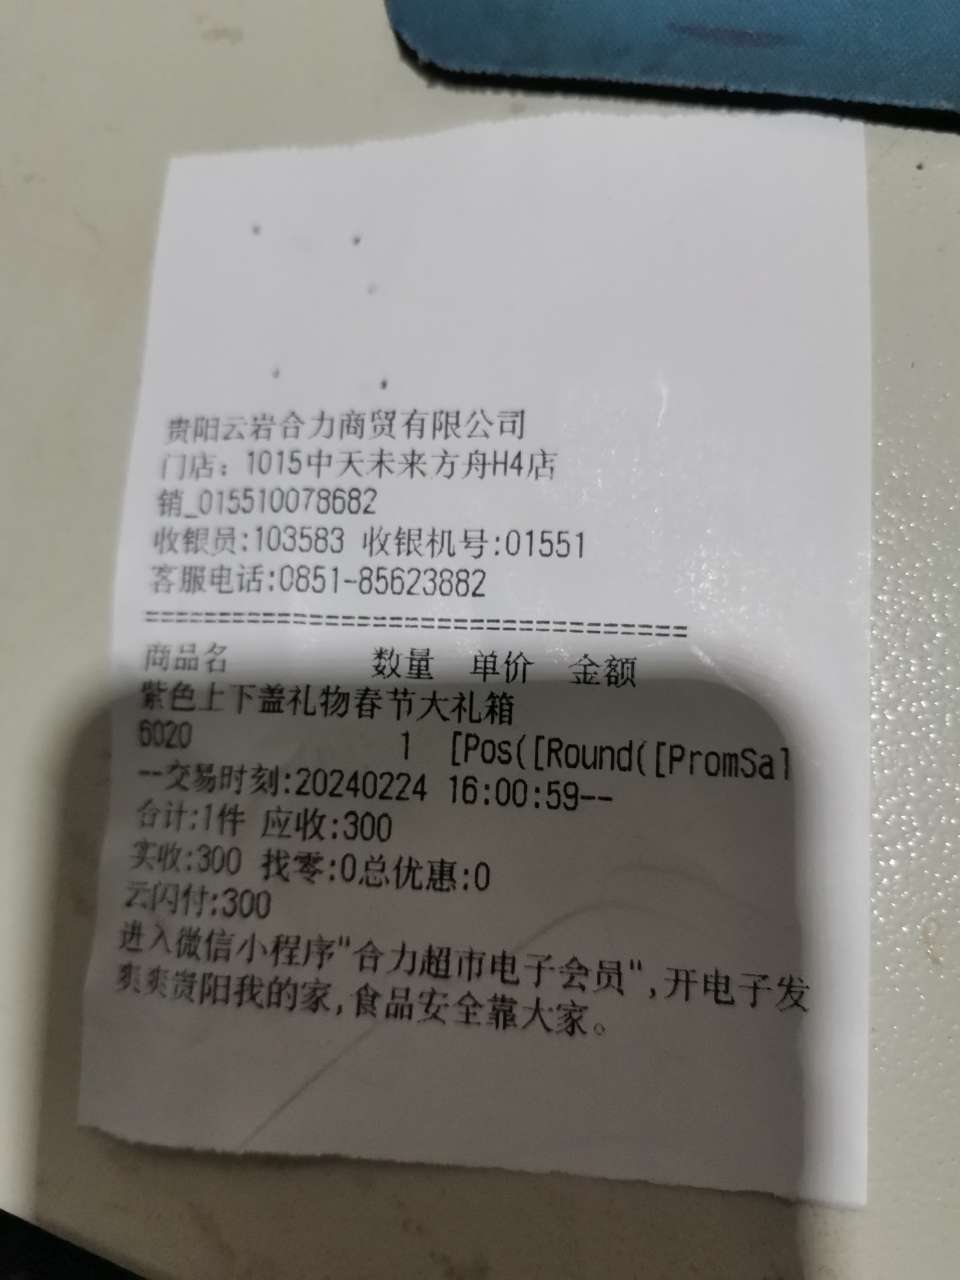 贵阳云岩合力商贸有限公司
门店：1015中天未来方舟H4店
销_015510078682
收银员:103583 收银机号:01551
客服电话:0851-85623882
==================================
商品名 数量 单价 金额
紫色上下盖礼物春节大礼箱
6020 1 [Pos([Round([PromSal
--交易时刻:20240224 16:00:59--
合计:1件 应收:300
实收:300 找零:0总优惠:0
云闪付:300
进入微信小程序"合力超市电子会员",开电子发
爽爽贵阳我的家,食品安全靠大家。